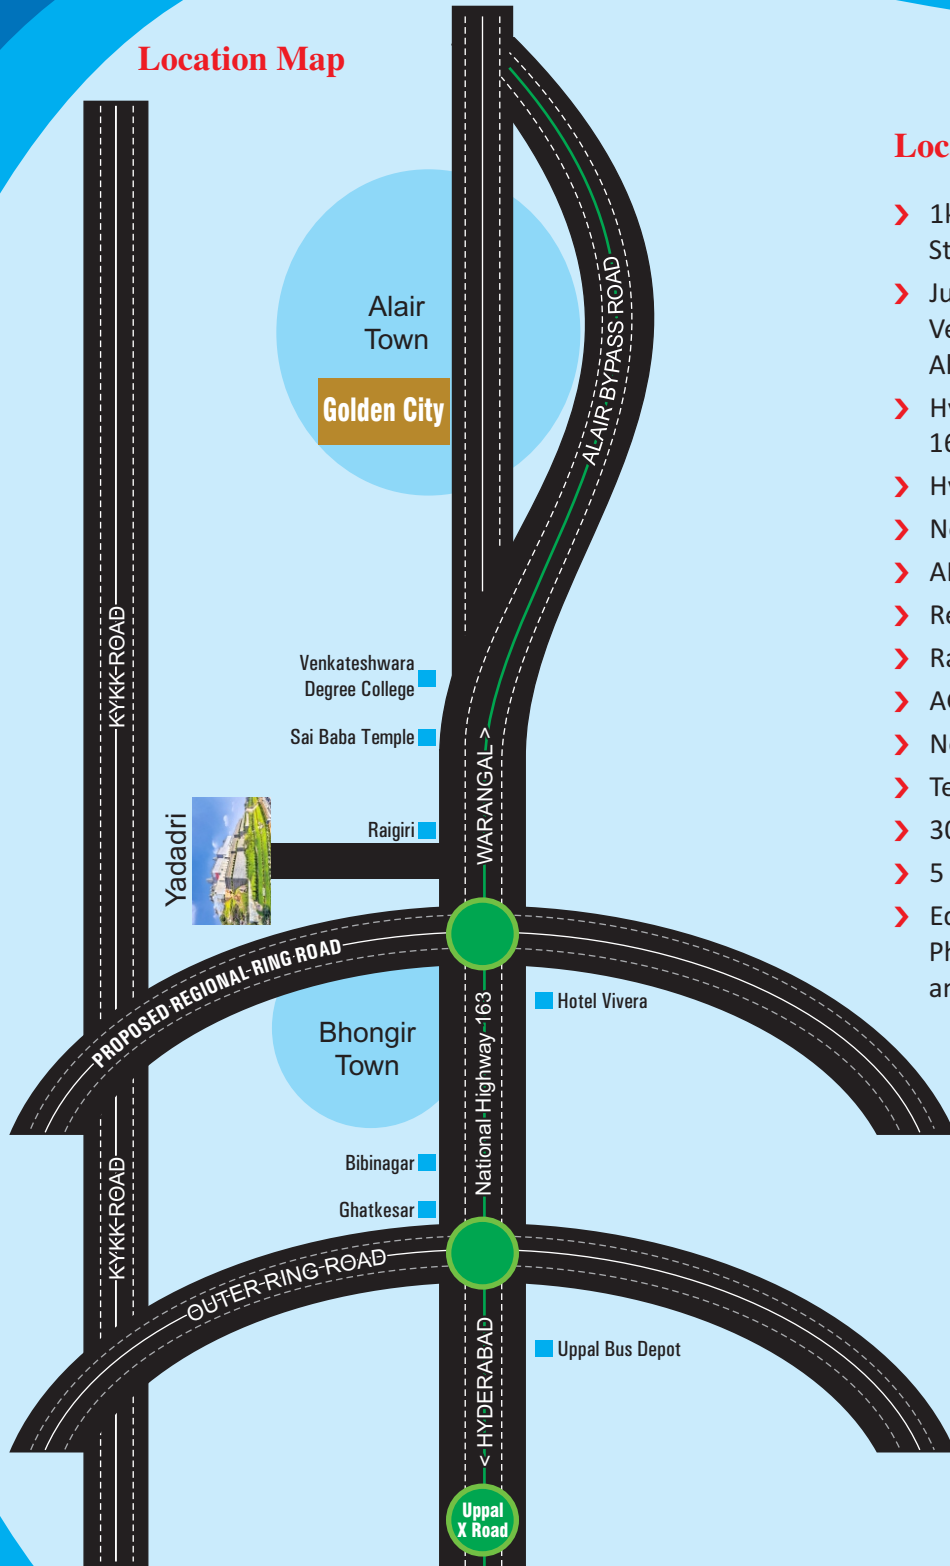 Location Map
Alair
Town
Golden City
ALAIR BYPASS ROAD
KYKK ROAD
Venkateshwara
Degree College
Sai Baba Temple
WARANGAL >
Raigiri
Yadadri
PROPOSED REGIONAL RING ROAD
Hotel Vivera
Bhongir
Town
National Highway 163
Bibinagar
Ghatkesar
KYKK ROAD
OUTER RING ROAD
< HYDERABAD
Uppal Bus Depot
Uppal
X Road
5